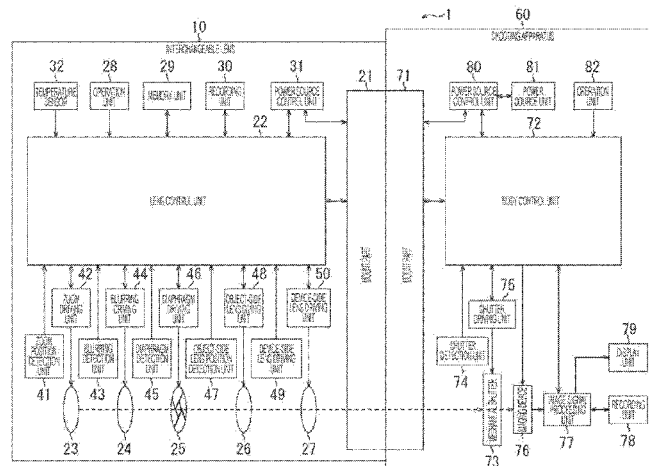 10
1
60
INTERCHANGEABLE LENS
SHOOTING APPARATUS
32
28
29
30
31
21
71
80
81
82
TEMPERATURE SENSOR
OPERATION UNIT
MEMORY UNIT
RECORDING UNIT
POWER SOURCE CONTROL UNIT
POWER SOURCE CONTROL UNIT
POWER SOURCE UNIT
OPERATION UNIT
22
72
LENS CONTROL UNIT
BODY CONTROL UNIT
MOUNT PART
MOUNT PART
42
44
46
48
50
ZOOM DRIVING UNIT
BLURRING DRIVING UNIT
DIAPHRAGM DRIVING UNIT
OBJECT-SIDE LENS DRIVING UNIT
DEVICE-SIDE LENS DRIVING UNIT
75
SHUTTER DRIVING UNIT
79
DISPLAY UNIT
ZOOM POSITION DETECTION UNIT
BLURRING DETECTION UNIT
DIAPHRAGM DETECTION UNIT
OBJECT-SIDE LENS POSITION DETECTION UNIT
DEVICE-SIDE LENS DRIVING UNIT
SHUTTER DETECTION UNIT
41
43
45
47
49
74
MECHANICAL SHUTTER
IMAGING DEVICE
IMAGE SIGNAL PROCESSING UNIT
RECORDING UNIT
23
24
25
26
27
73
76
77
78